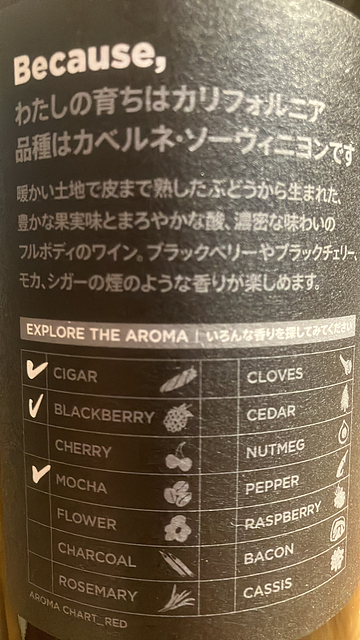 Because,
わたしの育ちはカリフォルニア
品種はカベルネ・ソーヴィニヨンです
暖かい土地で皮まで熟したぶどうから生まれた、
豊かな果実味とまろやかな酸、濃密な味わいの
フルボディのワイン。ブラックベリーやブラックチェリー、
モカ、シガーの煙のような香りが楽しめます。
EXPLORE THE AROMA | いろんな香りを探してみてください
CIGAR
BLACKBERRY
CHERRY
MOCHA
FLOWER
CHARCOAL
ROSEMARY
CLOVES
CEDAR
NUTMEG
PEPPER
RASPBERRY
BACON
CASSIS
AROMA CHART_RED